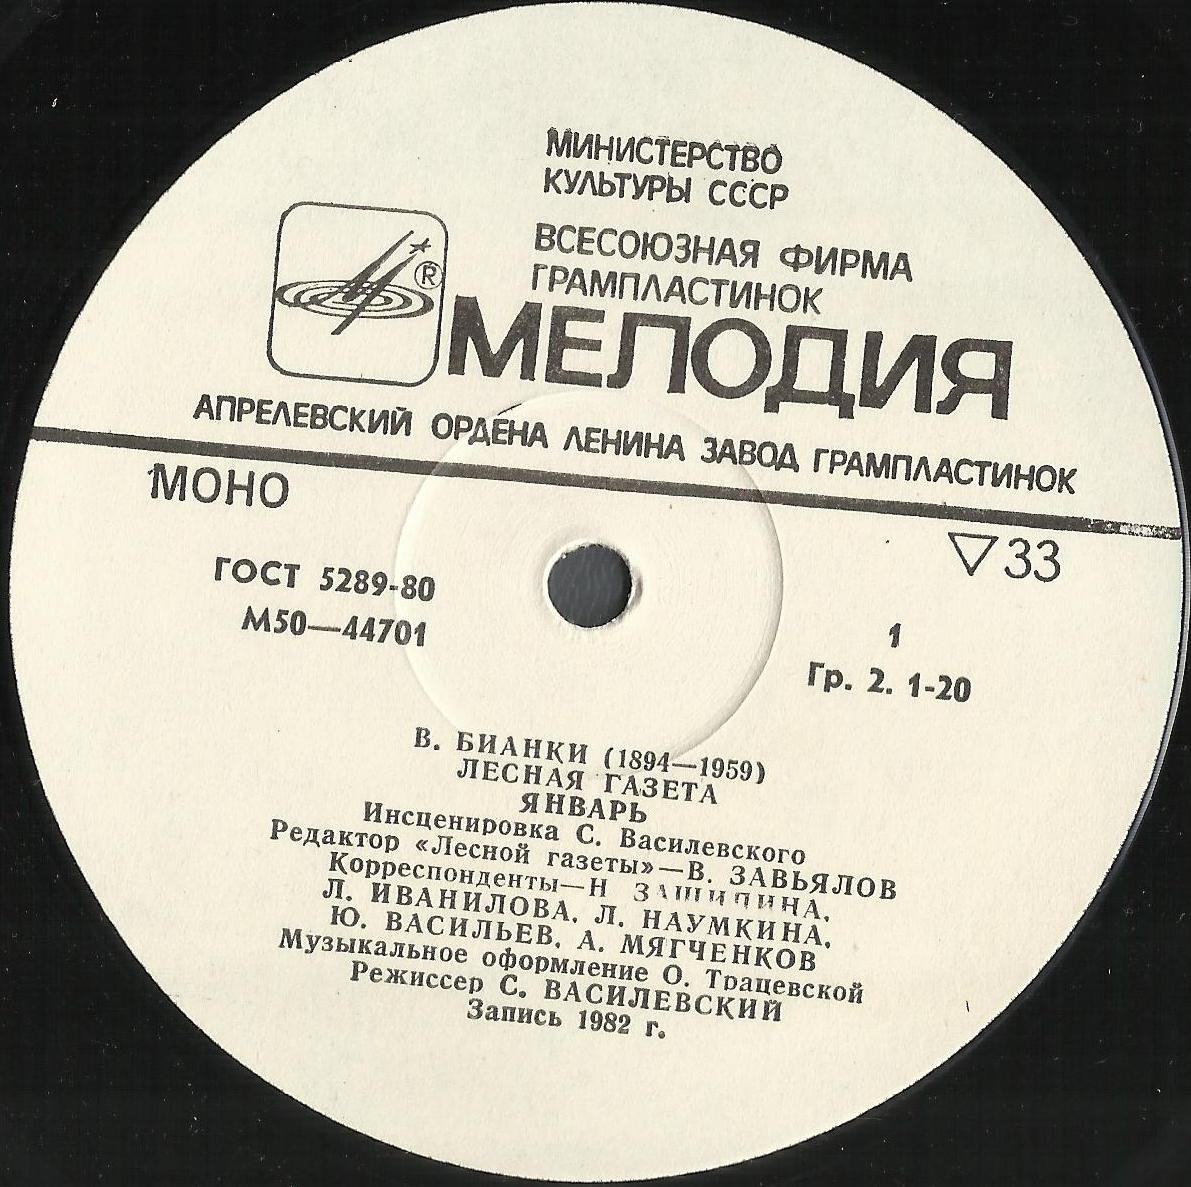 МИНИСТЕРСТВО
КУЛЬТУРЫ СССР
ВСЕСОЮЗНАЯ ФИРМА
ГРАМПЛАСТИНОК
®
МЕЛОДИЯ
АПРЕЛЕВСКИЙ ОРДЕНА ЛЕНИНА ЗАВОД ГРАМПЛАСТИНОК
МОНО
▽33
ГОСТ 5289-80
М50—44701
1
Гр. 2. 1-20
В. БИАНКИ (1894—1959)
ЛЕСНАЯ ГАЗЕТА
ЯНВАРЬ
Инсценировка С. Василевского
Редактор «Лесной газеты»—В. ЗАВЬЯЛОВ
Корреспонденты—Н
Л. ИВАНИЛОВА, Л. НАУМКИНА,
Ю. ВАСИЛЬЕВ, А. МЯГЧЕНКОВ
Музыкальное оформление О. Трацевской
Режиссер С. ВАСИЛЕВСКИЙ
Запись 1982 г.